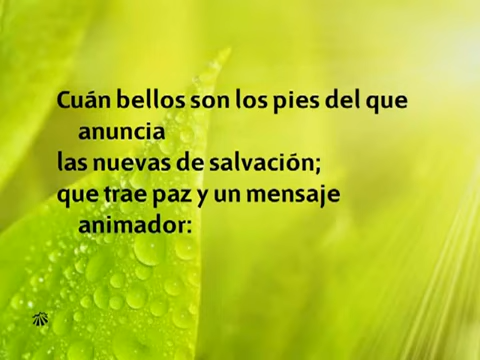 Cuán bellos son los pies del que
anuncia
las nuevas de salvación;
que trae paz y un mensaje
animador: